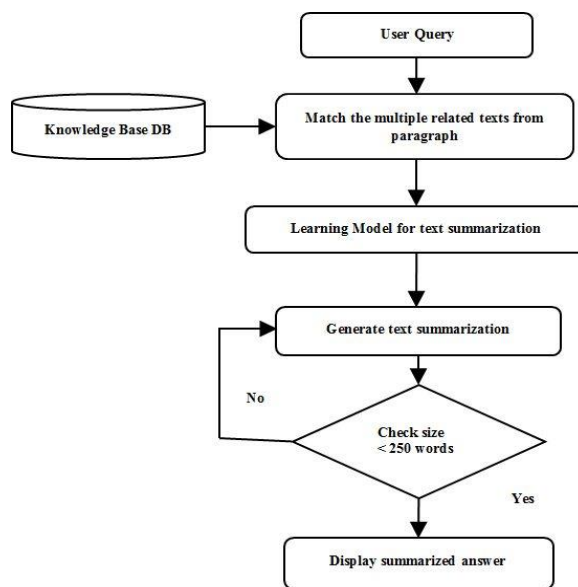 User Query
Knowledge Base DB
Match the multiple related texts from
paragraph
Learning Model for text summarization
Generate text summarization
No
Check size
< 250 words
Yes
Display summarized answer